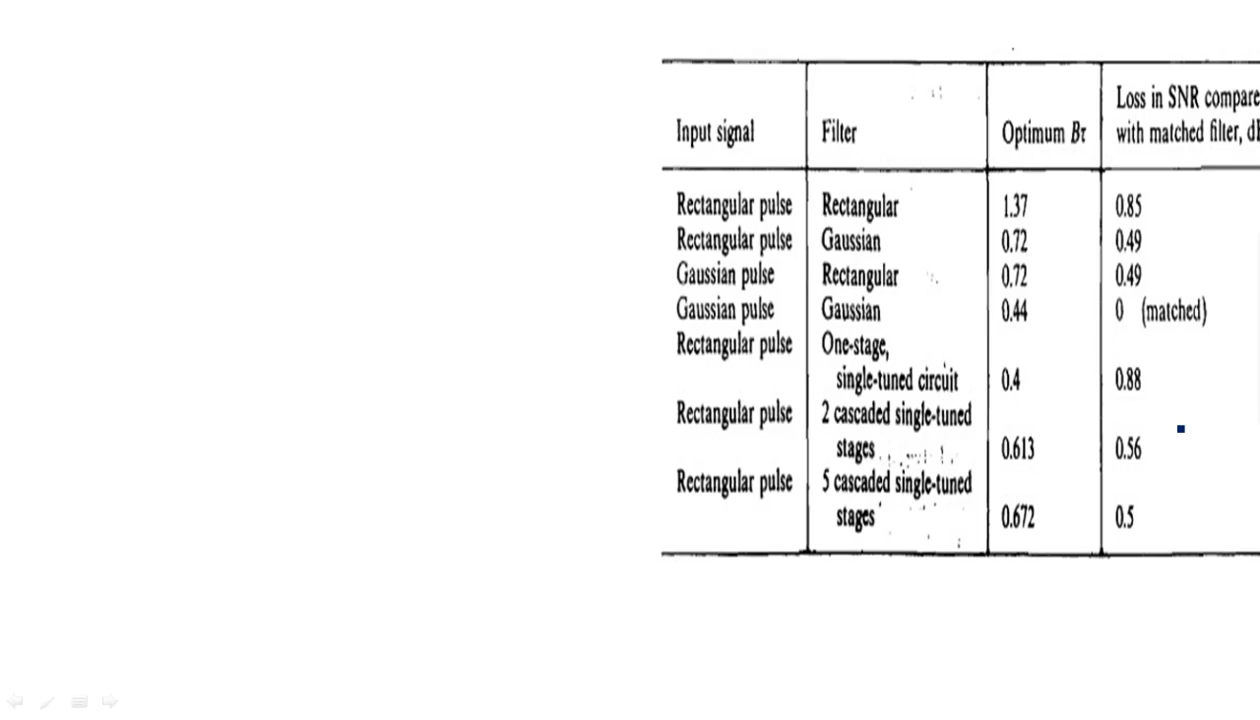 Input signal Filter Optimum Bτ Loss in SNR compare
with matched filter, d
Rectangular pulse Rectangular 1.37 0.85
Rectangular pulse Gaussian 0.72 0.49
Gaussian pulse Rectangular 0.72 0.49
Gaussian pulse Gaussian 0.44 0 (matched)
Rectangular pulse One-stage,
single-tuned circuit 0.4 0.88
Rectangular pulse 2 cascaded single-tuned
stages 0.613 0.56
Rectangular pulse 5 cascaded single-tuned
stages 0.672 0.5